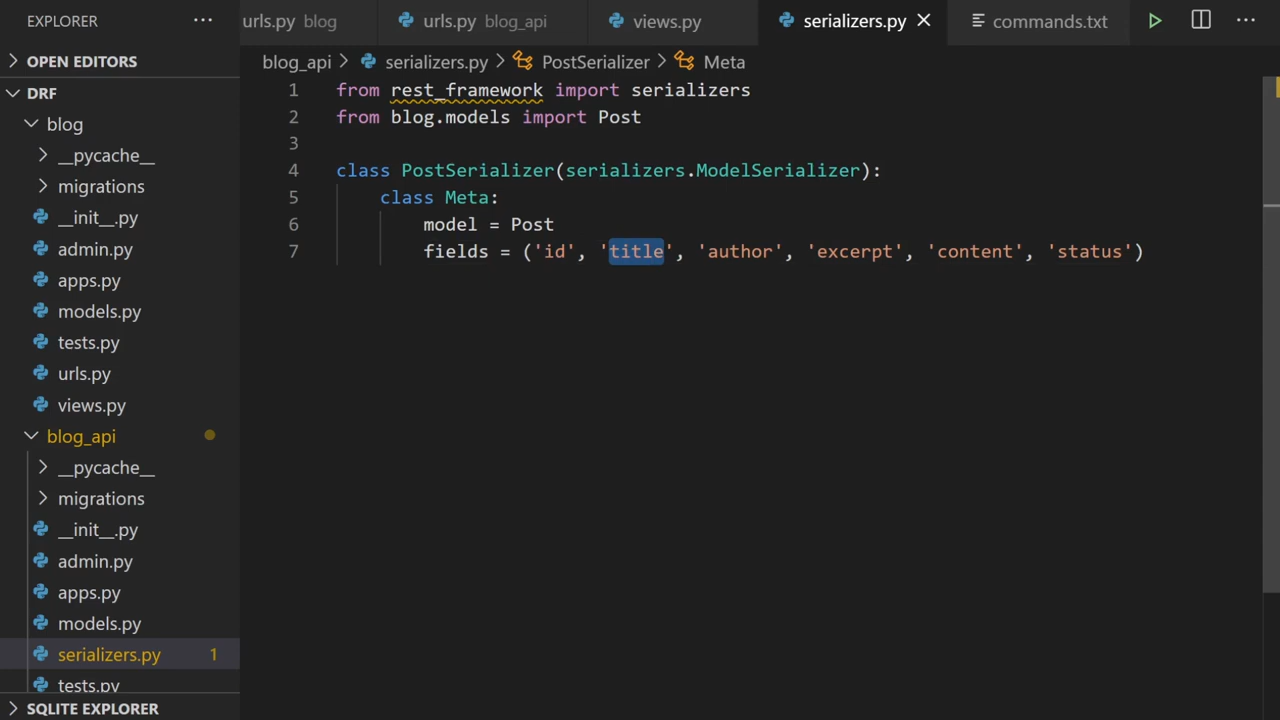 EXPLORER
···
urls.py blog
urls.py blog_api
views.py
serializers.py
commands.txt
···
OPEN EDITORS
DRF
blog
__pycache__
migrations
__init__.py
admin.py
apps.py
models.py
tests.py
urls.py
views.py
blog_api
__pycache__
migrations
__init__.py
admin.py
apps.py
models.py
serializers.py 1
tests.py
SQLITE EXPLORER
blog_api > serializers.py > PostSerializer > Meta
1 from rest_framework import serializers
2 from blog.models import Post
3
4 class PostSerializer(serializers.ModelSerializer):
5 class Meta:
6 model = Post
7 fields = ('id', 'title', 'author', 'excerpt', 'content', 'status')